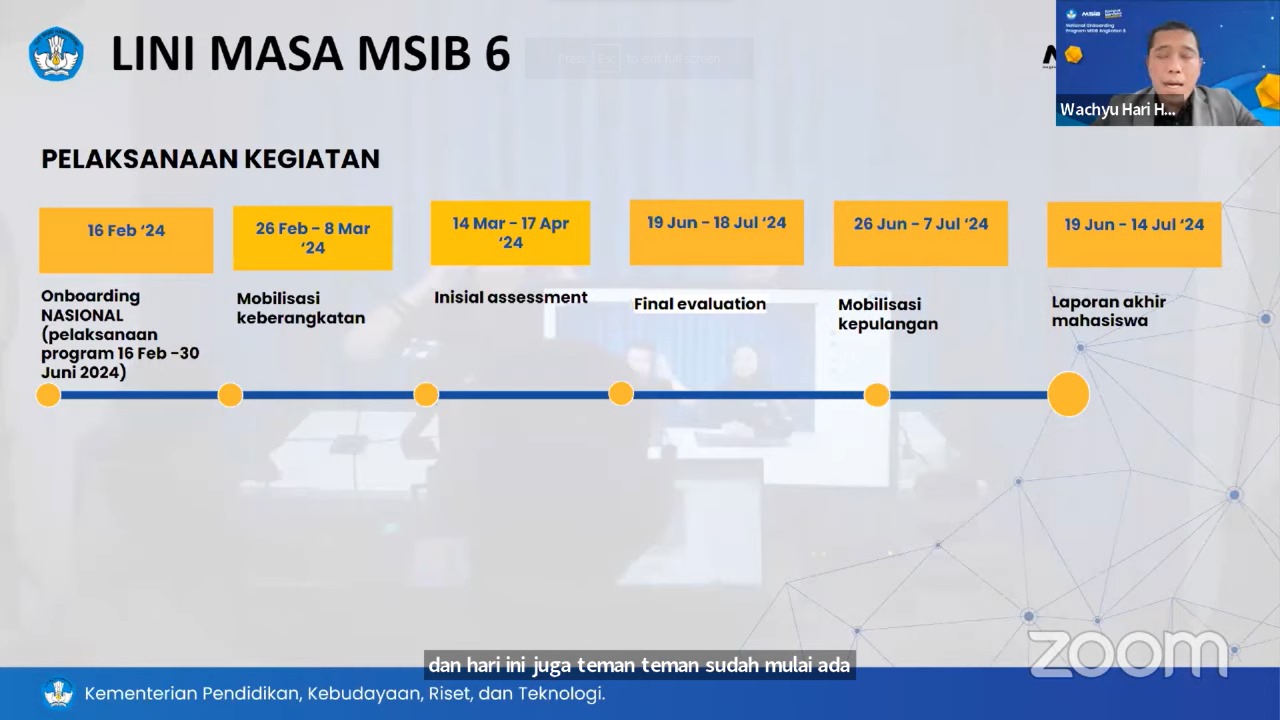 LINI MASA MSIB 6
Press Esc to exit full screen
National Onboarding
Program MSIB Angkatan 6
Wachyu Hari H...
PELAKSANAAN KEGIATAN
16 Feb ‘24
26 Feb - 8 Mar
‘24
14 Mar - 17 Apr
‘24
19 Jun - 18 Jul ‘24
26 Jun - 7 Jul ‘24
19 Jun - 14 Jul ‘24
Onboarding
NASIONAL
(pelaksanaan
program 16 Feb -30
Juni 2024)
Mobilisasi
keberangkatan
Inisial assessment
Final evaluation
Mobilisasi
kepulangan
Laporan akhir
mahasiswa
zoom
dan hari ini juga teman teman sudah mulai ada
Kementerian Pendidikan, Kebudayaan, Riset, dan Teknologi.